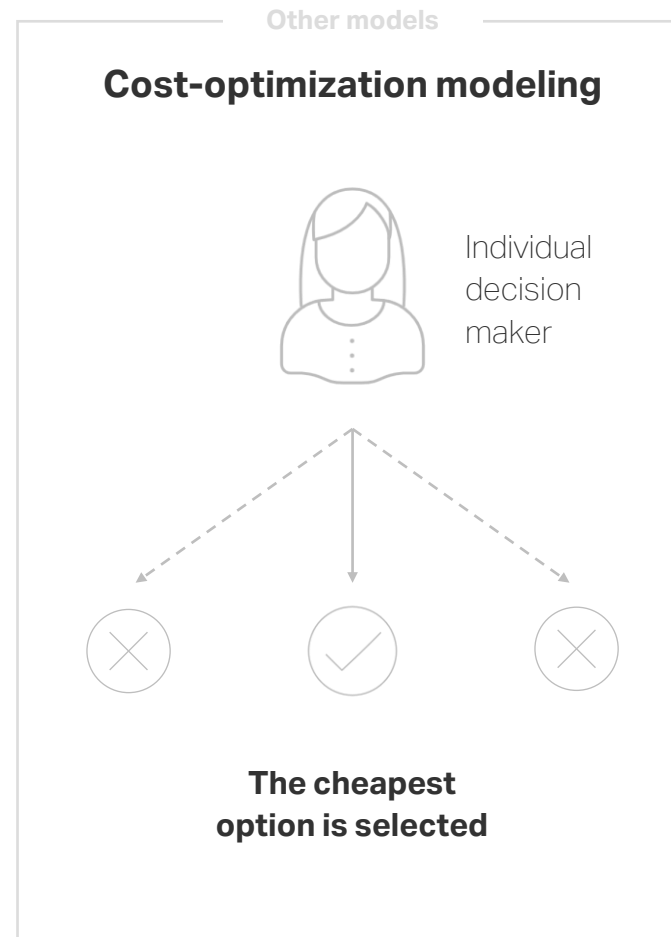 Other models
Cost-optimization modeling
Individual
decision
maker
The cheapest
option is selected